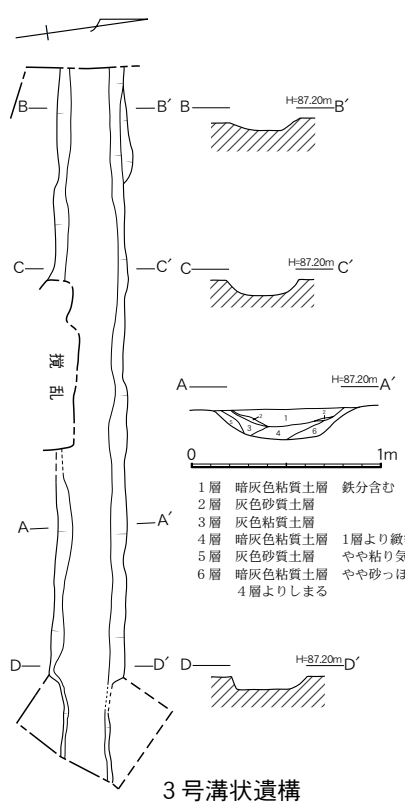 B B′ B H=87.20m B′
C C′ C H=87.20m C′
撹乱
A H=87.20m A′
2 1 2
5 3 4 6
0 1m
1層 暗灰色粘質土層 鉄分含む
2層 灰色砂質土層
3層 灰色粘質土層
A A′ 4層 暗灰色粘質土層 1層より緻
5層 灰色砂質土層 やや粘り気
6層 暗灰色粘質土層 やや砂っぽ
4層よりしまる
D D′ D H=87.20m D′
3号溝状遺構